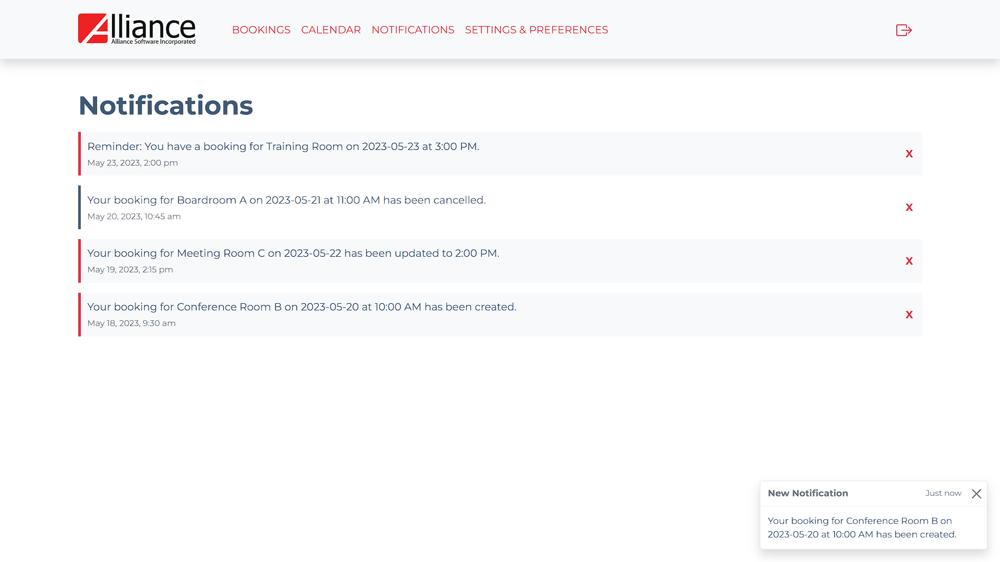 Alliance
Alliance Software Incorporated
BOOKINGS CALENDAR NOTIFICATIONS SETTINGS & PREFERENCES
Notifications
Reminder: You have a booking for Training Room on 2023-05-23 at 3:00 PM.
May 23, 2023, 2:00 pm
X
Your booking for Boardroom A on 2023-05-21 at 11:00 AM has been cancelled.
May 20, 2023, 10:45 am
X
Your booking for Meeting Room C on 2023-05-22 has been updated to 2:00 PM.
May 19, 2023, 2:15 pm
X
Your booking for Conference Room B on 2023-05-20 at 10:00 AM has been created.
May 18, 2023, 9:30 am
X
New Notification Just now
Your booking for Conference Room B on
2023-05-20 at 10:00 AM has been created.